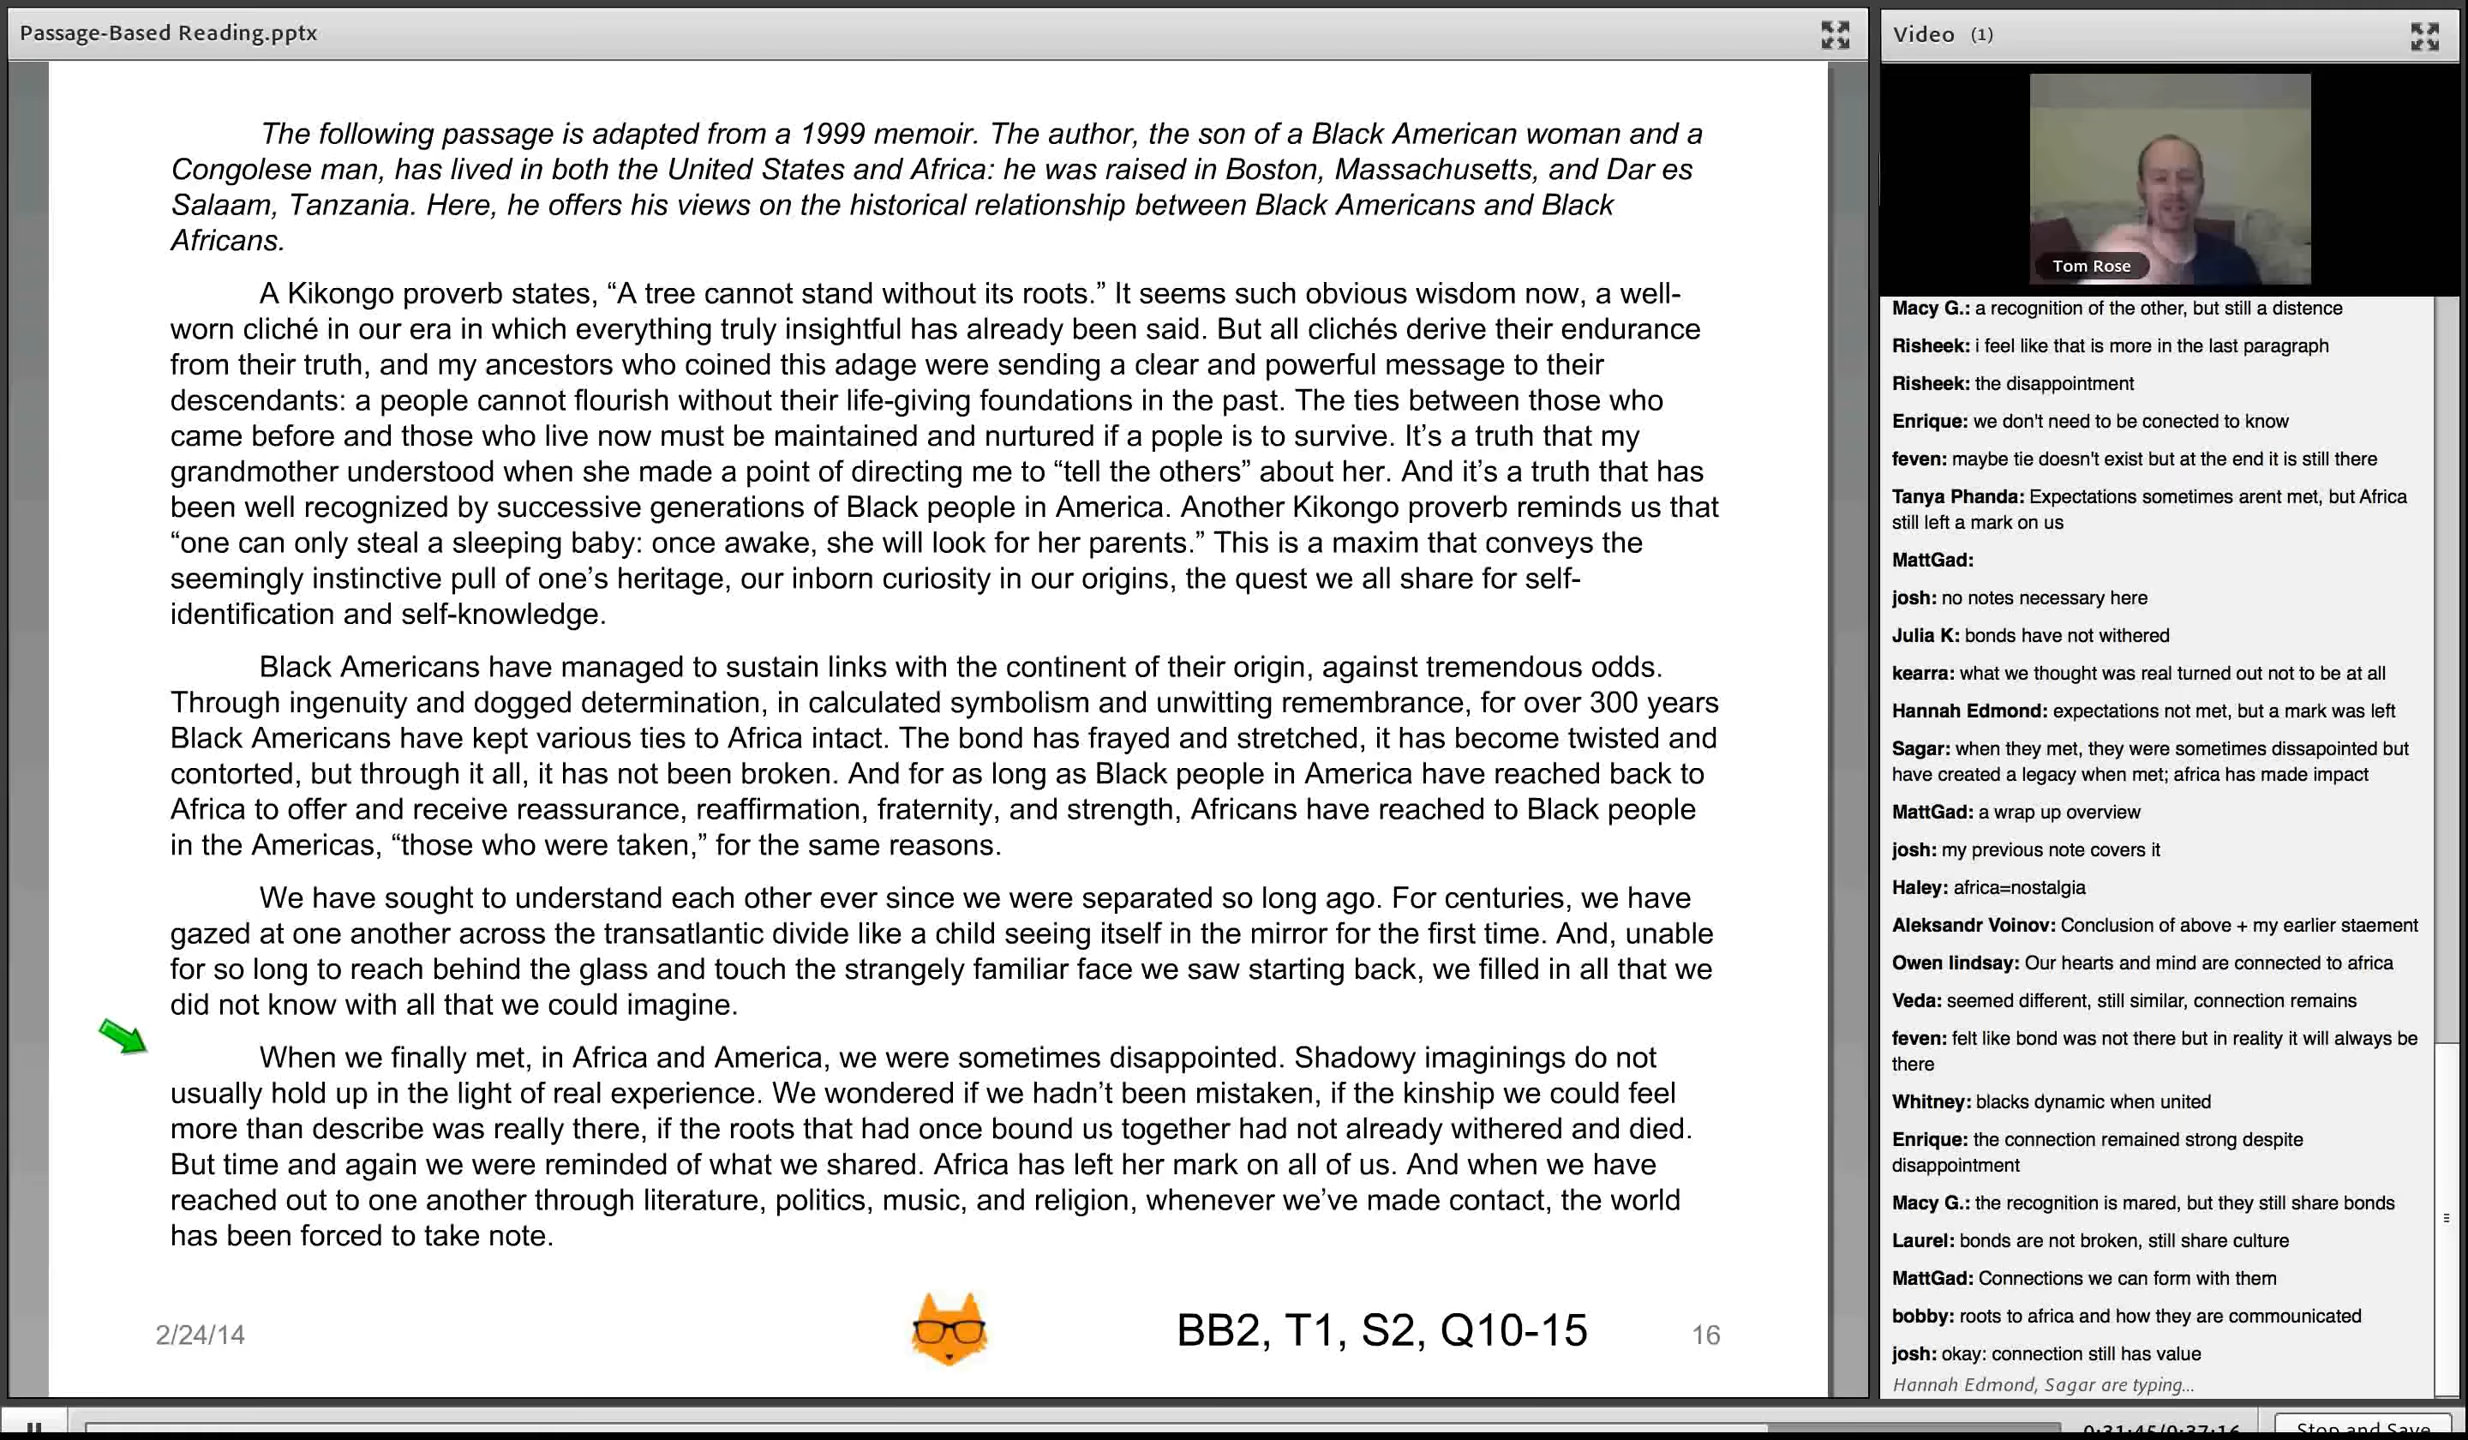 Passage-Based Reading.pptx
The following passage is adapted from a 1999 memoir. The author, the son of a Black American woman and a
Congolese man, has lived in both the United States and Africa: he was raised in Boston, Massachusetts, and Dar es
Salaam, Tanzania. Here, he offers his views on the historical relationship between Black Americans and Black
Africans.
A Kikongo proverb states, “A tree cannot stand without its roots.” It seems such obvious wisdom now, a well-
worn cliché in our era in which everything truly insightful has already been said. But all clichés derive their endurance
from their truth, and my ancestors who coined this adage were sending a clear and powerful message to their
descendants: a people cannot flourish without their life-giving foundations in the past. The ties between those who
came before and those who live now must be maintained and nurtured if a pople is to survive. It’s a truth that my
grandmother understood when she made a point of directing me to “tell the others” about her. And it’s a truth that has
been well recognized by successive generations of Black people in America. Another Kikongo proverb reminds us that
“one can only steal a sleeping baby: once awake, she will look for her parents.” This is a maxim that conveys the
seemingly instinctive pull of one’s heritage, our inborn curiosity in our origins, the quest we all share for self-
identification and self-knowledge.
Black Americans have managed to sustain links with the continent of their origin, against tremendous odds.
Through ingenuity and dogged determination, in calculated symbolism and unwitting remembrance, for over 300 years
Black Americans have kept various ties to Africa intact. The bond has frayed and stretched, it has become twisted and
contorted, but through it all, it has not been broken. And for as long as Black people in America have reached back to
Africa to offer and receive reassurance, reaffirmation, fraternity, and strength, Africans have reached to Black people
in the Americas, “those who were taken,” for the same reasons.
We have sought to understand each other ever since we were separated so long ago. For centuries, we have
gazed at one another across the transatlantic divide like a child seeing itself in the mirror for the first time. And, unable
for so long to reach behind the glass and touch the strangely familiar face we saw starting back, we filled in all that we
did not know with all that we could imagine.
When we finally met, in Africa and America, we were sometimes disappointed. Shadowy imaginings do not
usually hold up in the light of real experience. We wondered if we hadn’t been mistaken, if the kinship we could feel
more than describe was really there, if the roots that had once bound us together had not already withered and died.
But time and again we were reminded of what we shared. Africa has left her mark on all of us. And when we have
reached out to one another through literature, politics, music, and religion, whenever we’ve made contact, the world
has been forced to take note.
2/24/14
BB2, T1, S2, Q10-15
16
Video (1)
Tom Rose
Macy G.: a recognition of the other, but still a distence
Risheek: i feel like that is more in the last paragraph
Risheek: the disappointment
Enrique: we don't need to be conected to know
feven: maybe tie doesn't exist but at the end it is still there
Tanya Phanda: Expectations sometimes arent met, but Africa
still left a mark on us
MattGad:
josh: no notes necessary here
Julia K: bonds have not withered
kearra: what we thought was real turned out not to be at all
Hannah Edmond: expectations not met, but a mark was left
Sagar: when they met, they were sometimes dissapointed but
have created a legacy when met; africa has made impact
MattGad: a wrap up overview
josh: my previous note covers it
Haley: africa=nostalgia
Aleksandr Voinov: Conclusion of above + my earlier staement
Owen lindsay: Our hearts and mind are connected to africa
Veda: seemed different, still similar, connection remains
feven: felt like bond was not there but in reality it will always be
there
Whitney: blacks dynamic when united
Enrique: the connection remained strong despite
disappointment
Macy G.: the recognition is mared, but they still share bonds
Laurel: bonds are not broken, still share culture
MattGad: Connections we can form with them
bobby: roots to africa and how they are commounicated
josh: okay: connection still has value
Hannah Edmond, Sagar are typing...
0:31:45/0:37:16
Stop and Save